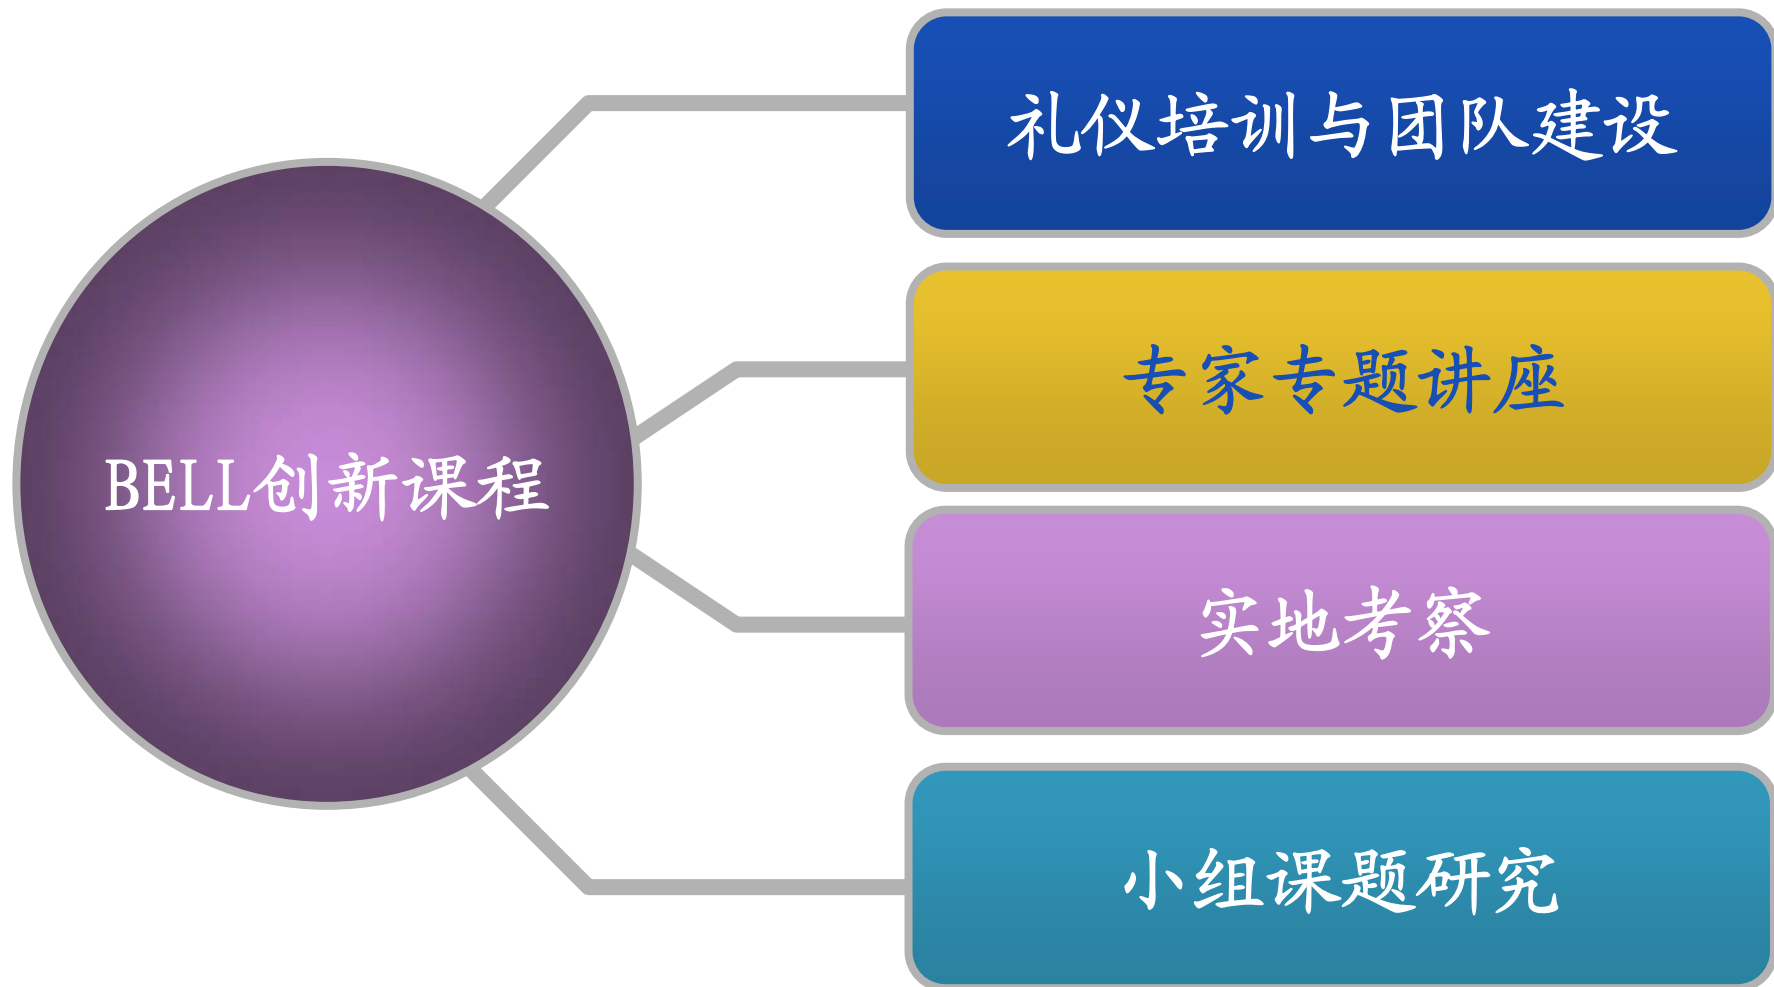 礼仪培训与团队建设
专家专题讲座
BELL创新课程
实地考察
小组课题研究